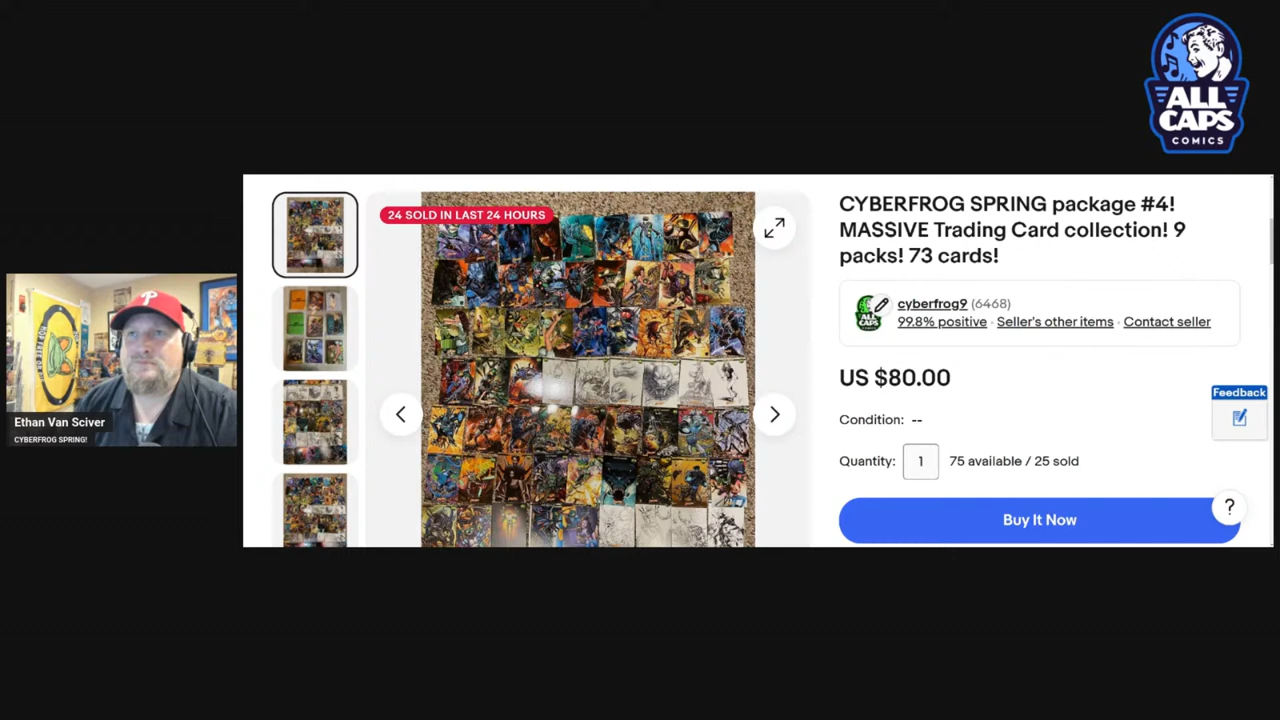 ALL
CAPS
COMICS
24 SOLD IN LAST 24 HOURS
CYBERFROG SPRING package #4!
MASSIVE Trading Card collection! 9
packs! 73 cards!
ALL
CAPS
cyberfrog9 (6468)
99.8% positive · Seller's other items · Contact seller
US $80.00
Feedback
Condition: --
Quantity: 1 75 available / 25 sold
Buy It Now
?
P
Ethan Van Sciver
CYBERFROG SPRING!